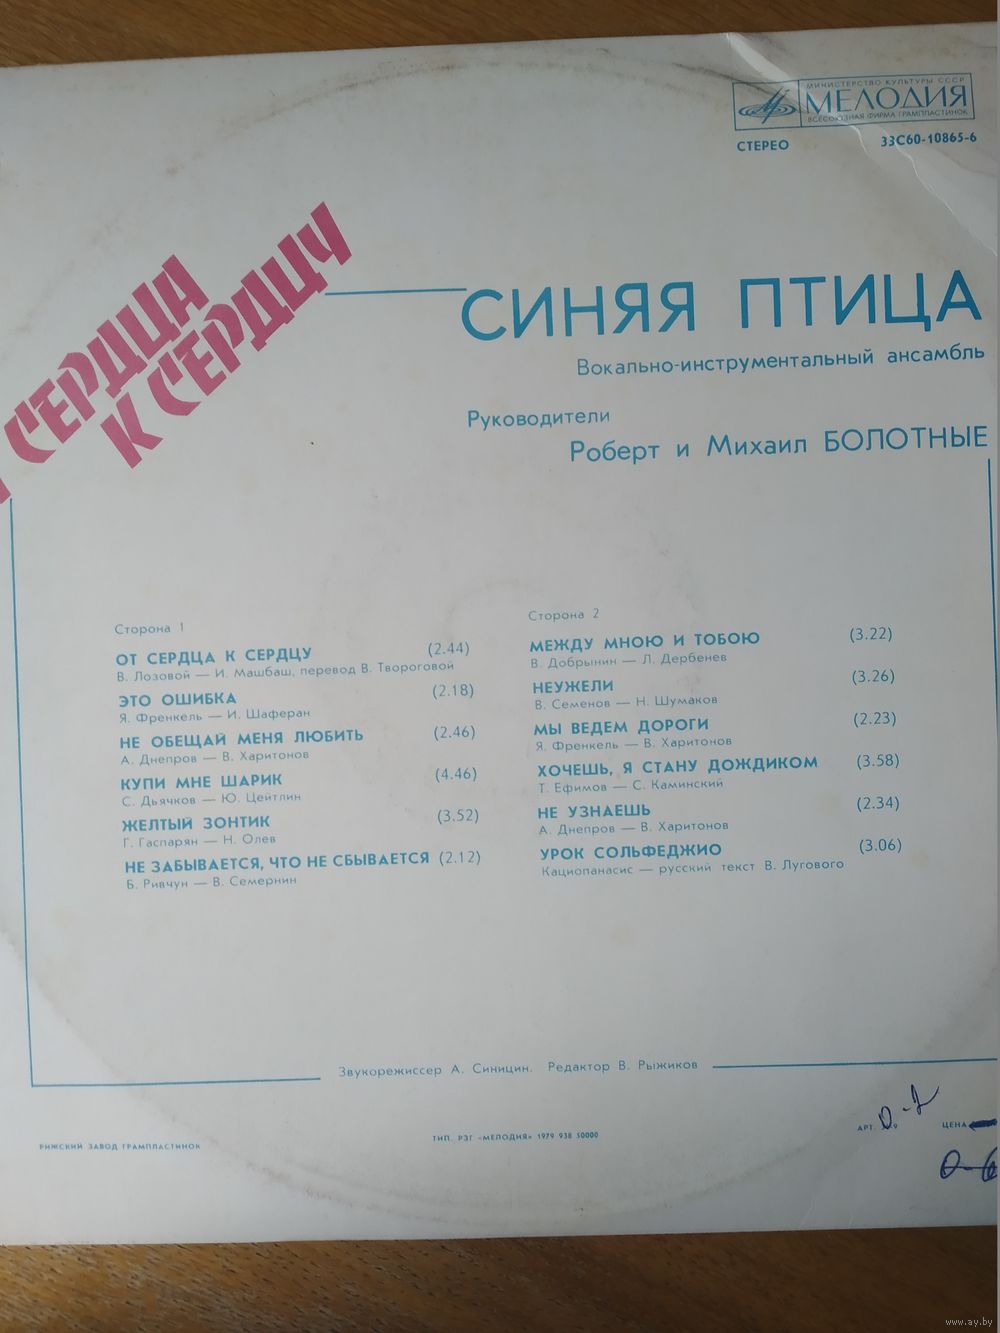 МИНИСТЕРСТВО КУЛЬТУРЫ СССР
МЕЛОДИЯ
ВСЕСОЮЗНАЯ ФИРМА ГРАМПЛАСТИНОК
СТЕРЕО
33С60-10865-6
СЕРДЦА
К СЕРДЦУ
СИНЯЯ ПТИЦА
Вокально-инструментальный ансамбль
Руководители
Роберт и Михаил БОЛОТНЫЕ
Сторона 1
ОТ СЕРДЦА К СЕРДЦУ (2.44)
В. Лозовой — И. Машбаш, перевод В. Твороговой
ЭТО ОШИБКА (2.18)
Я. Френкель — И. Шаферан
НЕ ОБЕЩАЙ МЕНЯ ЛЮБИТЬ (2.46)
А. Днепров — В. Харитонов
КУПИ МНЕ ШАРИК (4.46)
С. Дьячков — Ю. Цейтлин
ЖЕЛТЫЙ ЗОНТИК (3.52)
Г. Гаспарян — Н. Олев
НЕ ЗАБЫВАЕТСЯ, ЧТО НЕ СБЫВАЕТСЯ (2.12)
Б. Ривчун — В. Семернин
Сторона 2
МЕЖДУ МНОЮ И ТОБОЮ (3.22)
В. Добрынин — Л. Дербенев
НЕУЖЕЛИ (3.26)
В. Семенов — Н. Шумаков
МЫ ВЕДЕМ ДОРОГИ (2.23)
Я. Френкель — В. Харитонов
ХОЧЕШЬ, Я СТАНУ ДОЖДИКОМ (3.58)
Т. Ефимов — С. Каминский
НЕ УЗНАЕШЬ (2.34)
А. Днепров — В. Харитонов
УРОК СОЛЬФЕДЖИО (3.06)
Кациопанасис — русский текст В. Лугового
Звукорежиссер А. Синицин. Редактор В. Рыжиков
РИЖСКИЙ ЗАВОД ГРАМПЛАСТИНОК
ТИП. РЗГ «МЕЛОДИЯ» 1979 938 50000
АРТ.
ЦЕНА
www.ay.by